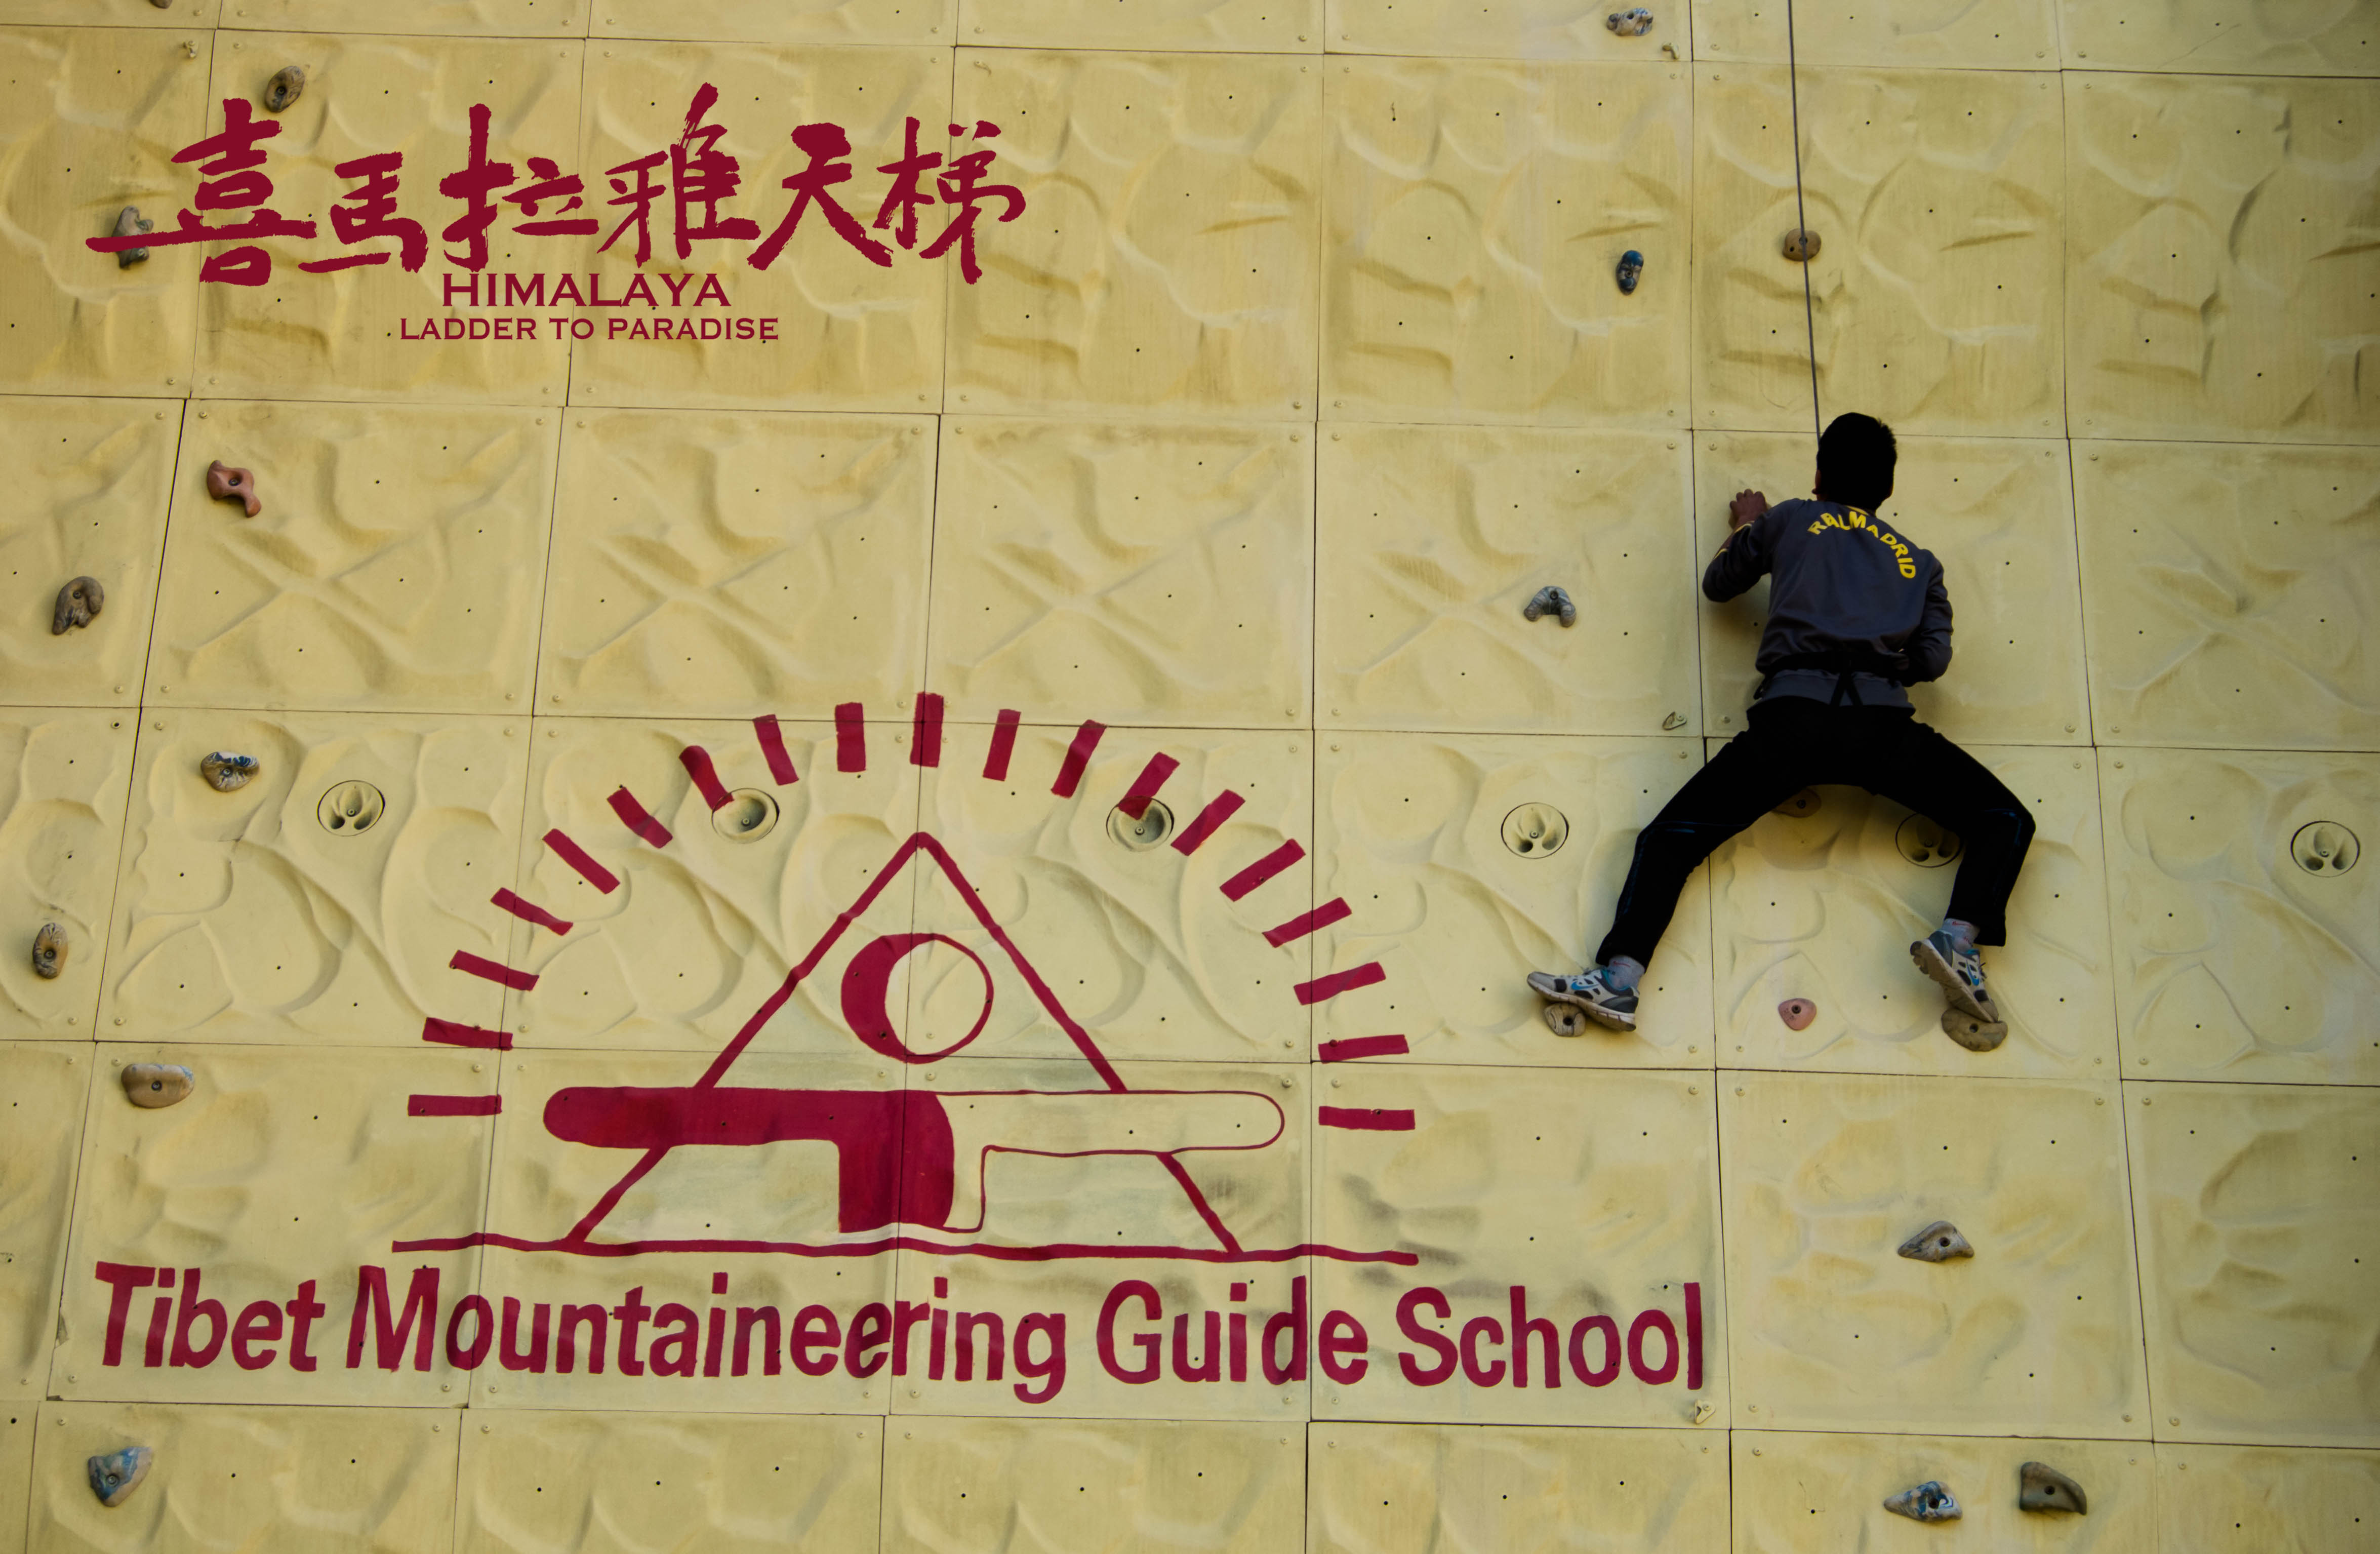 喜马拉雅天梯
HIMALAYA
LADDER TO PARADISE
RALMADRID
Tibet Mountaineering Guide School